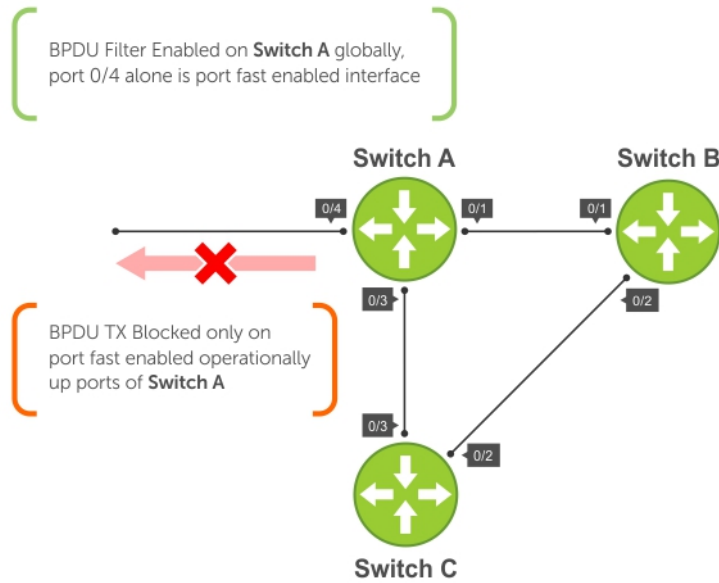 BPDU Filter Enabled on Switch A globally,
port 0/4 alone is port fast enabled interface
Switch A
Switch B
0/4
0/1
0/1
0/3
0/2
BPDU TX Blocked only on
port fast enabled operationally
up ports of Switch A
0/3
0/2
Switch C